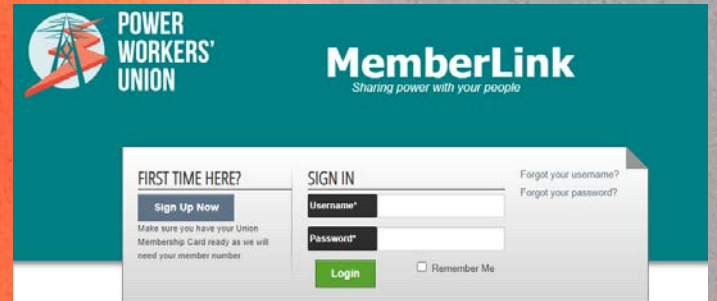 POWER
WORKERS'
UNION
MemberLink
Sharing power with your people
FIRST TIME HERE?
Sign Up Now
Make sure you have your Union
Membership Card ready as we will
need your member number.
SIGN IN
Username*
Password*
Login
Remember Me
Forgot your username?
Forgot your password?